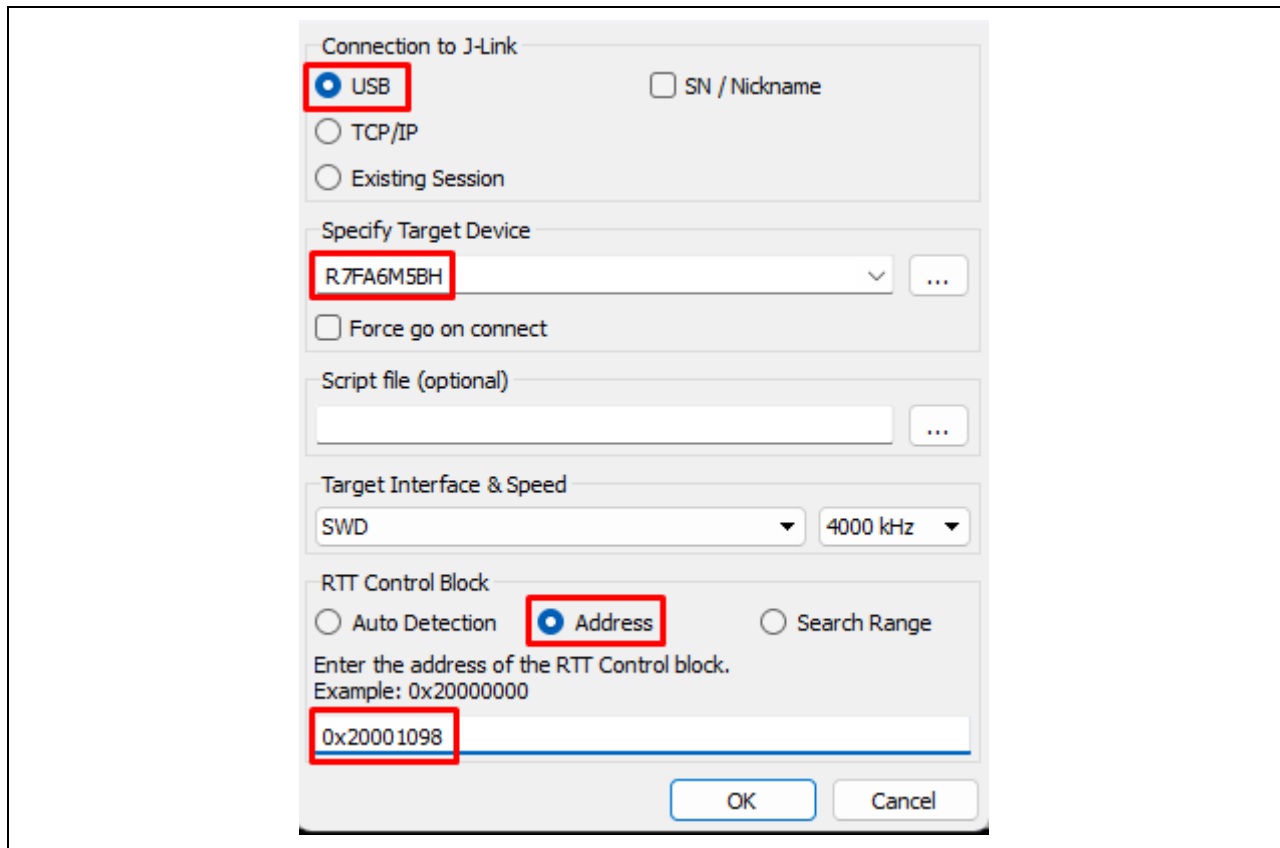 Connection to J-Link
USB
SN / Nickname
TCP/IP
Existing Session
Specify Target Device
R7FA6M5BH
...
Force go on connect
Script file (optional)
...
Target Interface & Speed
SWD
4000 kHz
RTT Control Block
Auto Detection
Address
Search Range
Enter the address of the RTT Control block.
Example: 0x20000000
0x20001098
OK
Cancel